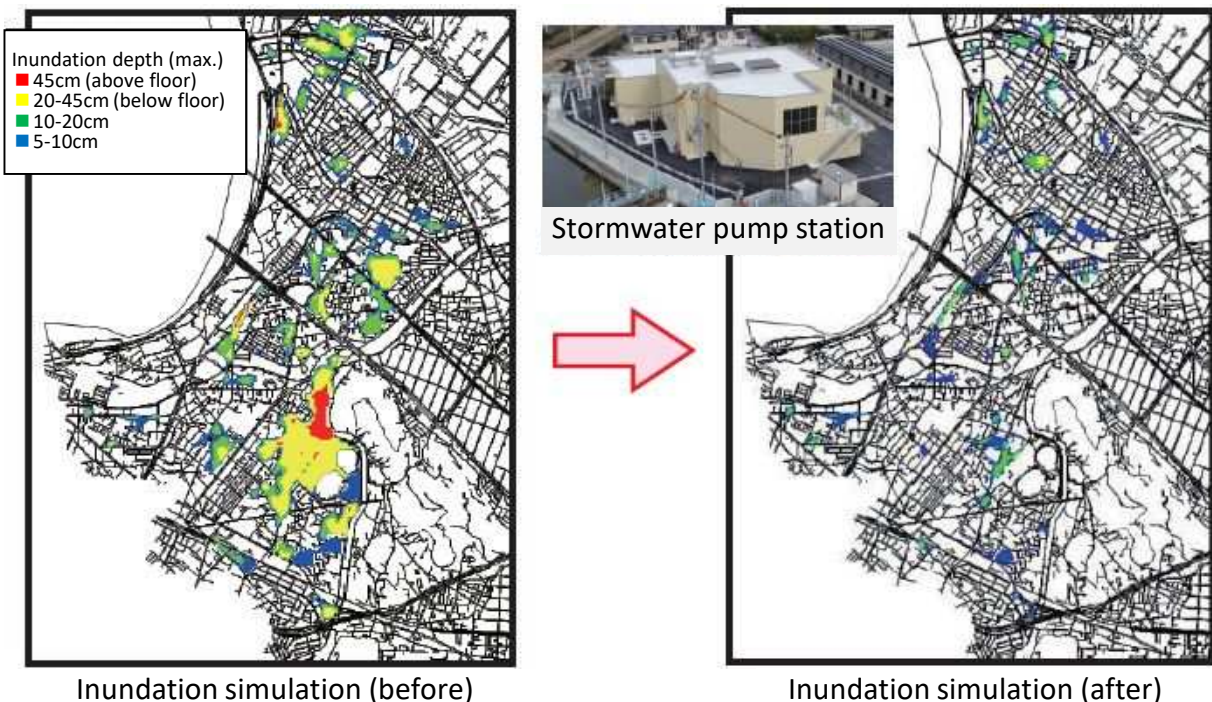 Inundation depth (max.)
45cm (above floor)
20-45cm (below floor)
10-20cm
5-10cm
Stormwater pump station
Inundation simulation (before)
Inundation simulation (after)